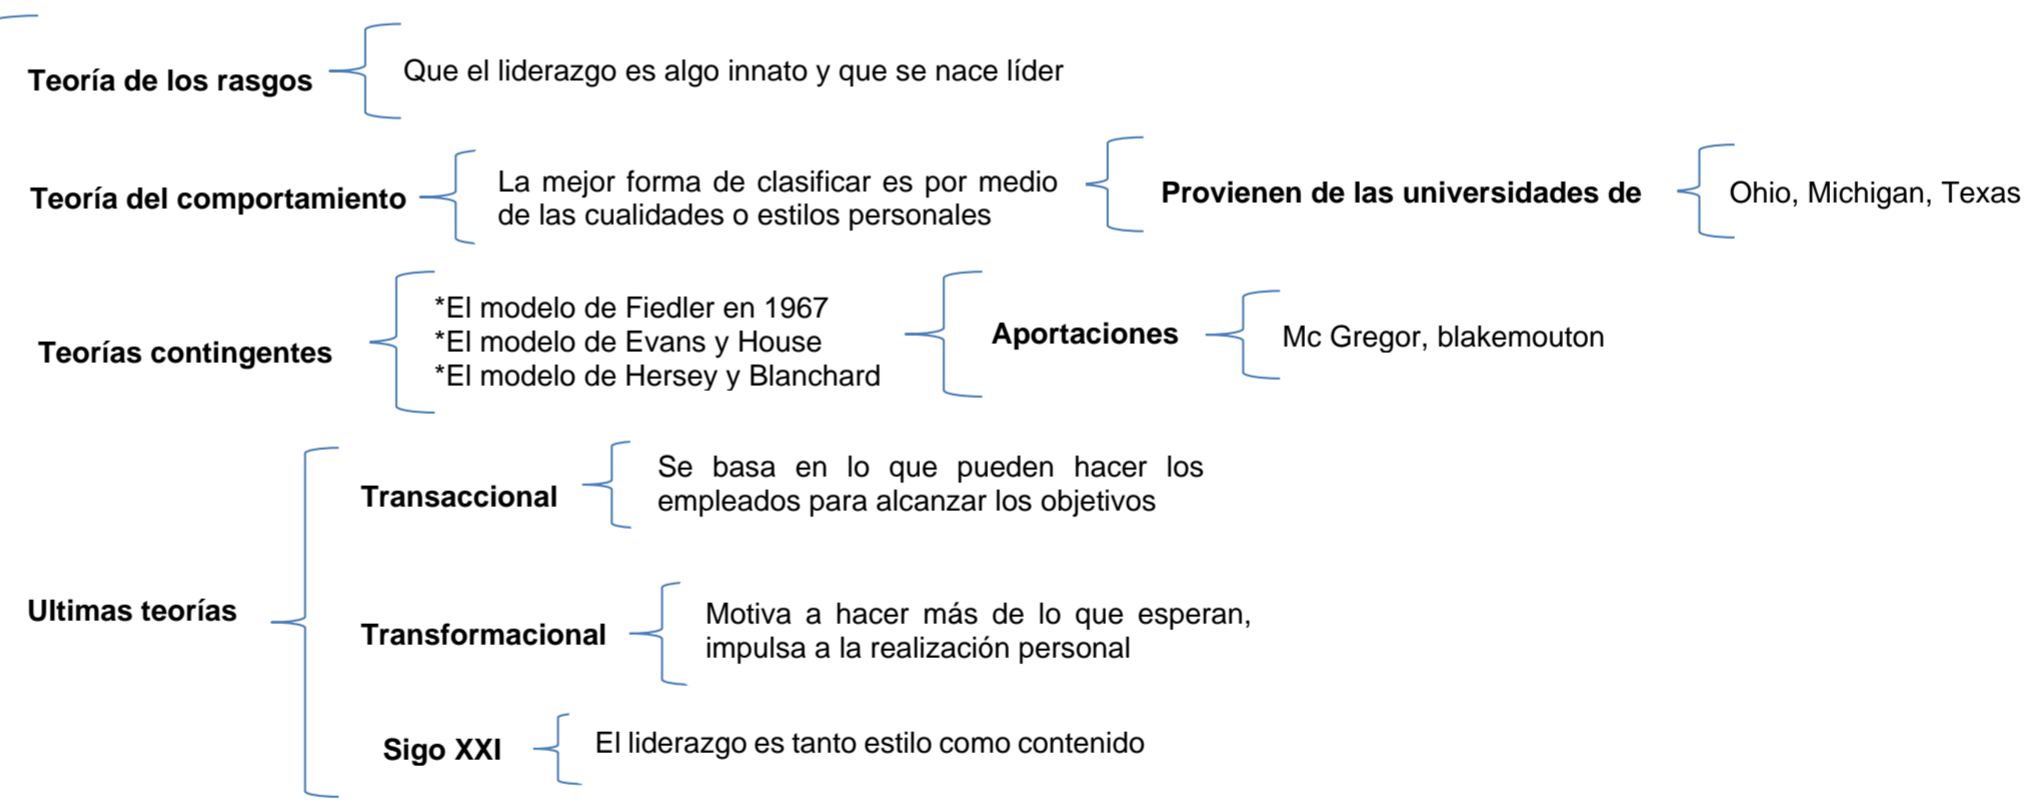 Teoría de los rasgos
Que el liderazgo es algo innato y que se nace líder
Teoría del comportamiento
La mejor forma de clasificar es por medio
de las cualidades o estilos personales
Provienen de las universidades de
Ohio, Michigan, Texas
Teorías contingentes
*El modelo de Fiedler en 1967
*El modelo de Evans y House
*El modelo de Hersey y Blanchard
Aportaciones
Mc Gregor, blakemouton
Ultimas teorías
Transaccional
Se basa en lo que pueden hacer los
empleados para alcanzar los objetivos
Transformacional
Motiva a hacer más de lo que esperan,
impulsa a la realización personal
Sigo XXI
El liderazgo es tanto estilo como contenido